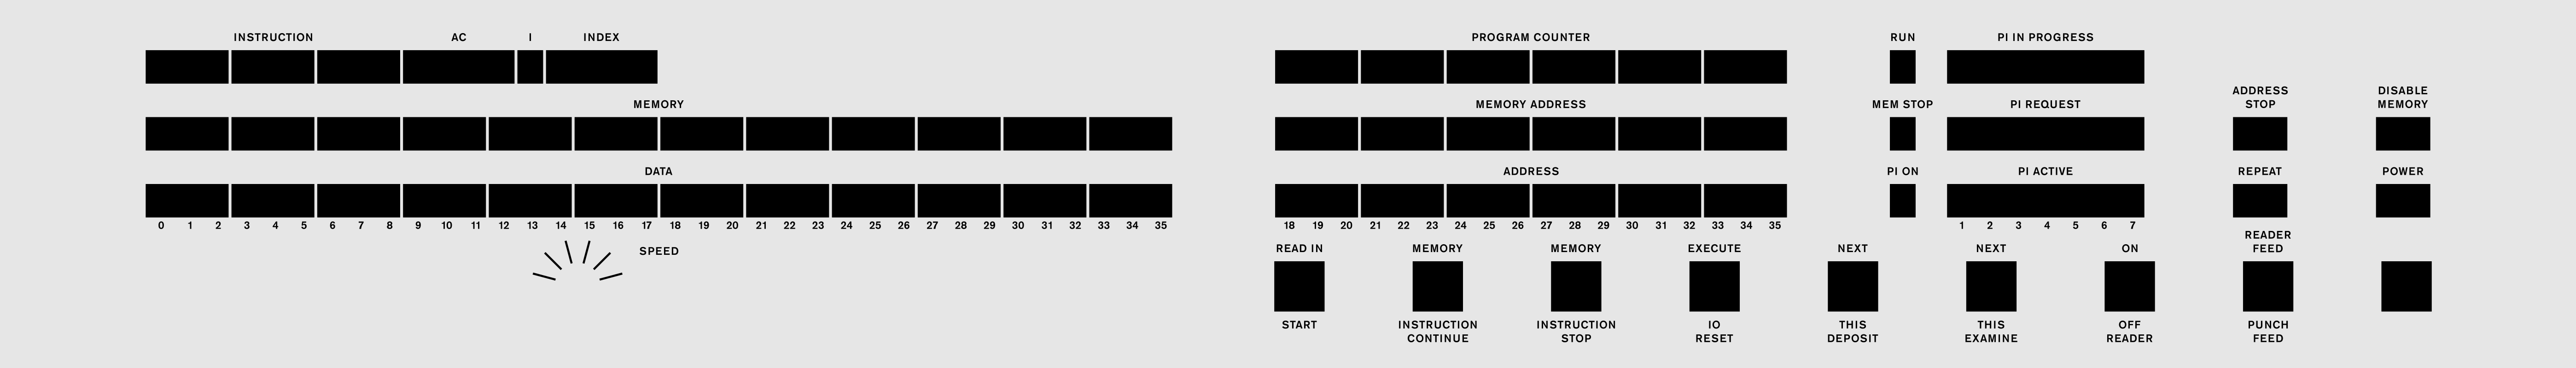 INSTRUCTION AC I INDEX PROGRAM COUNTER RUN PI IN PROGRESS
MEMORY MEMORY ADDRESS MEM STOP PI REQUEST ADDRESS STOP DISABLE MEMORY
DATA ADDRESS PI ON PI ACTIVE REPEAT POWER
0 1 2 3 4 5 6 7 8 9 10 11 12 13 14 15 16 17 18 19 20 21 22 23 24 25 26 27 28 29 30 31 32 33 34 35 18 19 20 21 22 23 24 25 26 27 28 29 30 31 32 33 34 35 1 2 3 4 5 6 7
SPEED READ IN MEMORY MEMORY EXECUTE NEXT NEXT ON READER FEED
START INSTRUCTION CONTINUE INSTRUCTION STOP IO RESET THIS DEPOSIT THIS EXAMINE OFF READER PUNCH FEED